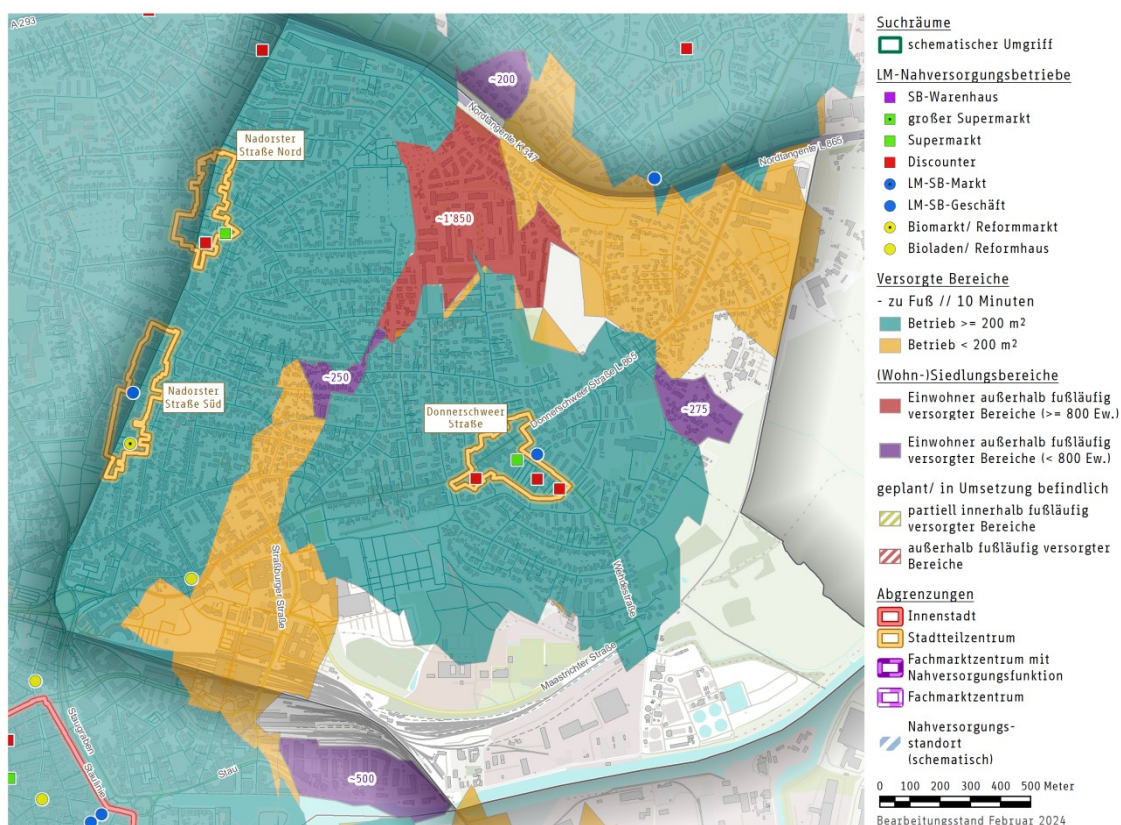 A 293
~200
Nordtangente K 347
Nordtangente L 865
Nadorster
Straße Nord
~1'850
Nadorster
Straße Süd
~250
Donnerschweer
Straße
Donnerschweer Straße L 865
~275
Straßburger Straße
Wehdestraße
Maastrichter Straße
Staugraben
Staulinie
Stau
~500
Suchräume
schematischer Umgriff
LM-Nahversorgungsbetriebe
SB-Warenhaus
großer Supermarkt
Supermarkt
Discounter
LM-SB-Markt
LM-SB-Geschäft
Biomarkt/ Reformmarkt
Bioladen/ Reformhaus
Versorgte Bereiche
- zu Fuß // 10 Minuten
Betrieb >= 200 m²
Betrieb < 200 m²
(Wohn-)Siedlungsbereiche
Einwohner außerhalb fußläufig
versorgter Bereiche (>= 800 Ew.)
Einwohner außerhalb fußläufig
versorgter Bereiche (< 800 Ew.)
geplant/ in Umsetzung befindlich
partiell innerhalb fußläufig
versorgter Bereiche
außerhalb fußläufig versorgter
Bereiche
Abgrenzungen
Innenstadt
Stadtteilzentrum
Fachmarktzentrum mit
Nahversorgungsfunktion
Fachmarktzentrum
Nahversorgungs-
standort
(schematisch)
0 100 200 300 400 500 Meter
Bearbeitungsstand Februar 2024